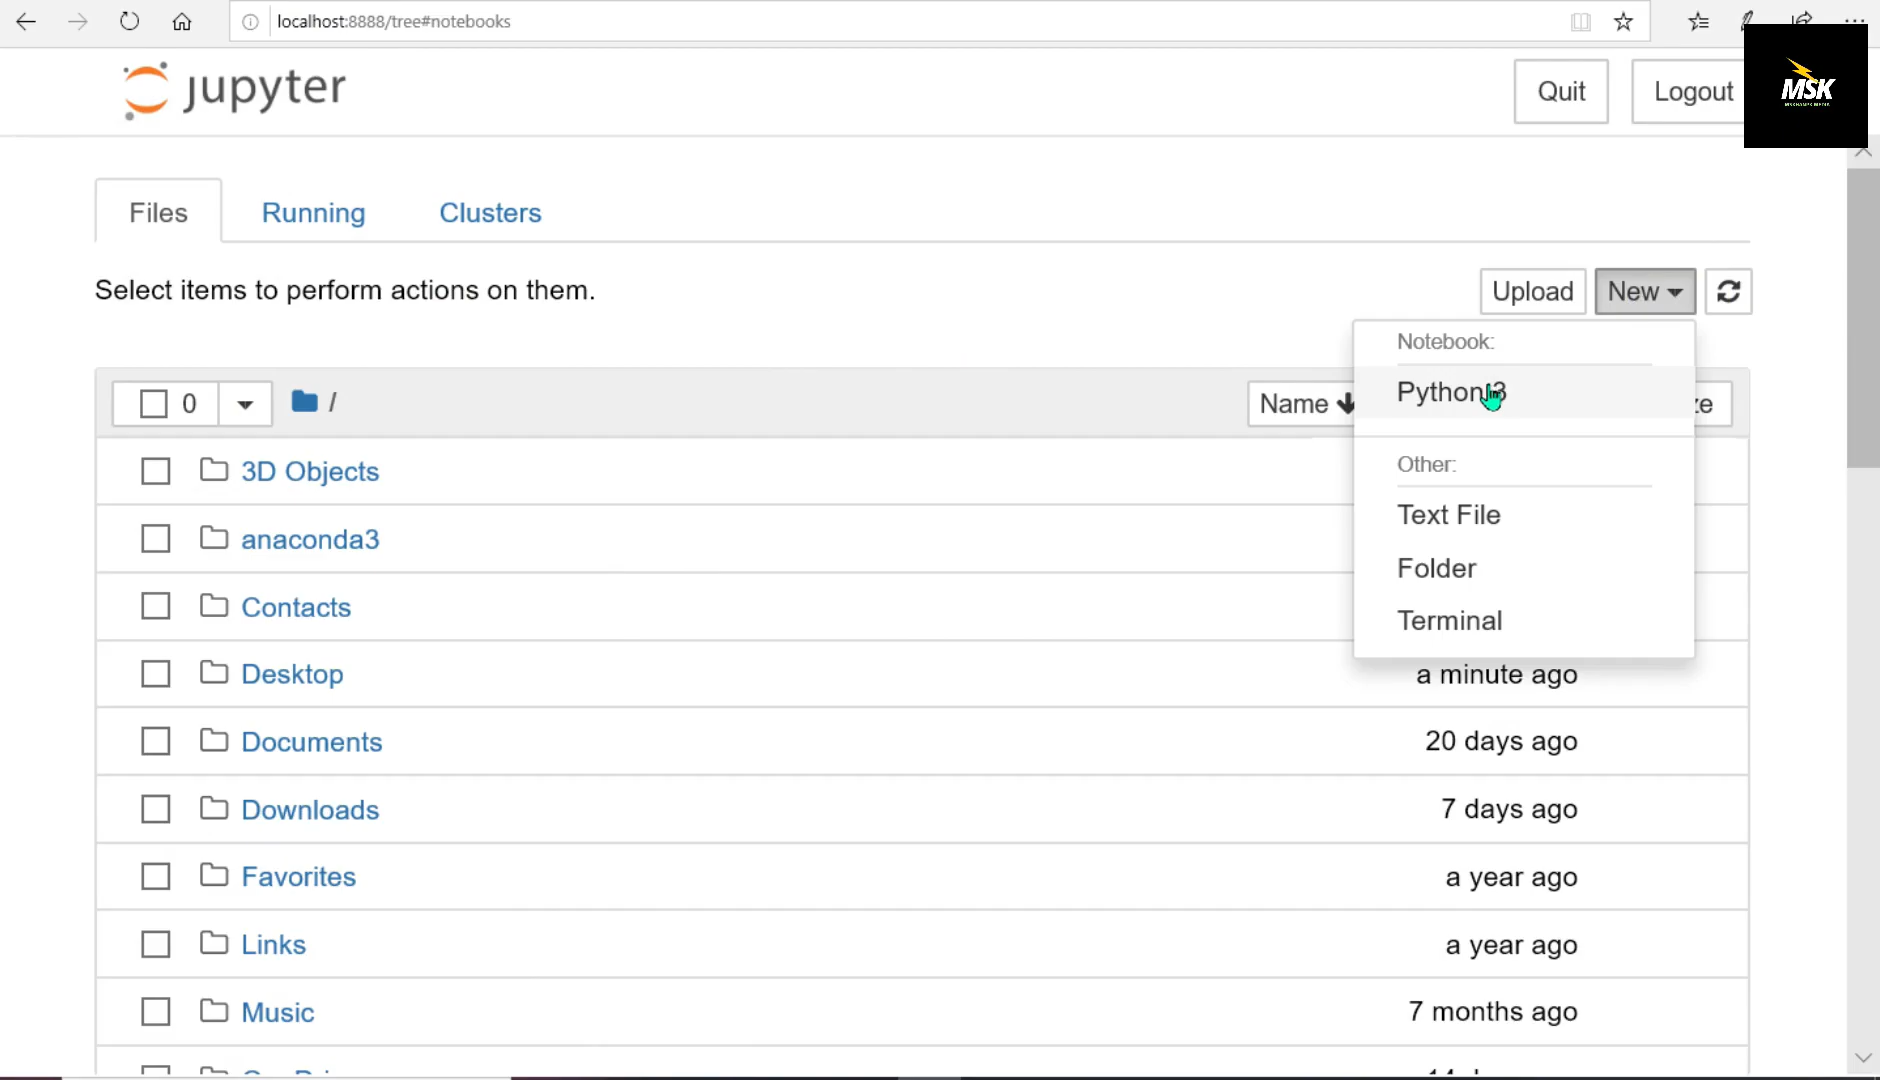 localhost:8888/tree#notebooks
jupyter
Quit
Logout
MSK
Files
Running
Clusters
Select items to perform actions on them.
Upload
New
Notebook:
Python 3
Other:
Text File
Folder
Terminal
0
/
Name
3D Objects
anaconda3
Contacts
Desktop
a minute ago
Documents
20 days ago
Downloads
7 days ago
Favorites
a year ago
Links
a year ago
Music
7 months ago